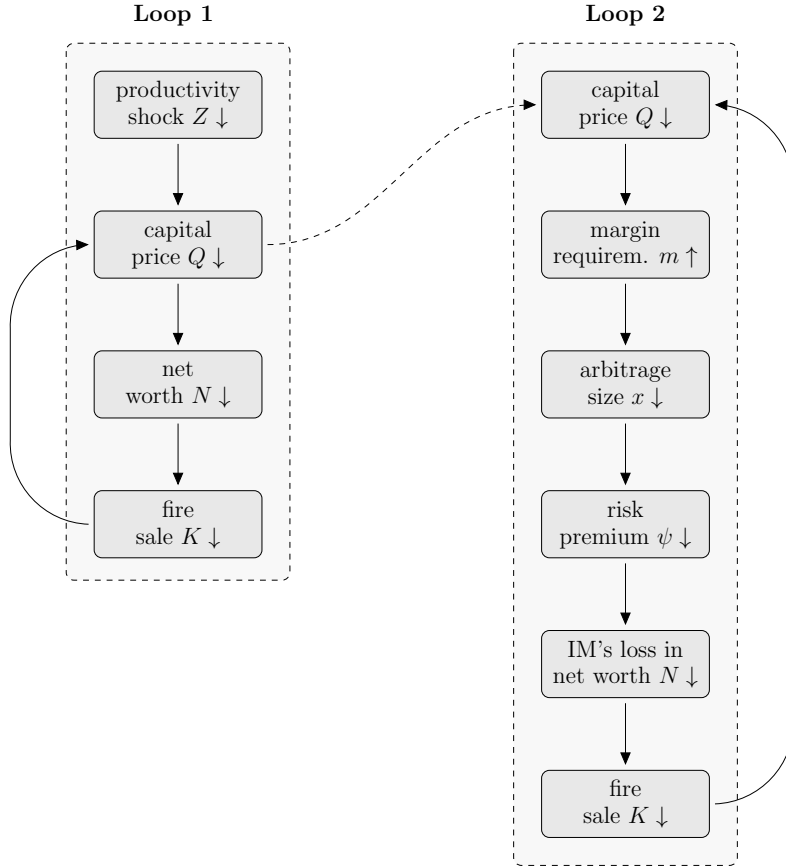 Loop 1
productivity
shock Z ↓
capital
price Q ↓
net
worth N ↓
fire
sale K ↓
Loop 2
capital
price Q ↓
margin
requirem. m ↑
arbitrage
size x ↓
risk
premium ψ ↓
IM's loss in
net worth N ↓
fire
sale K ↓